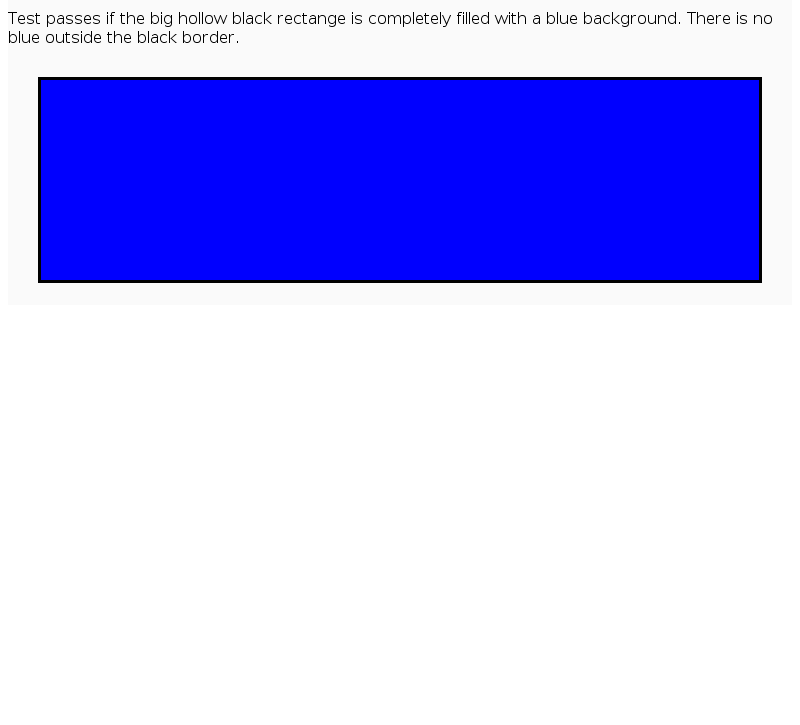 Test passes if the big hollow black rectange is completely filled with a blue background. There is no
blue outside the black border.